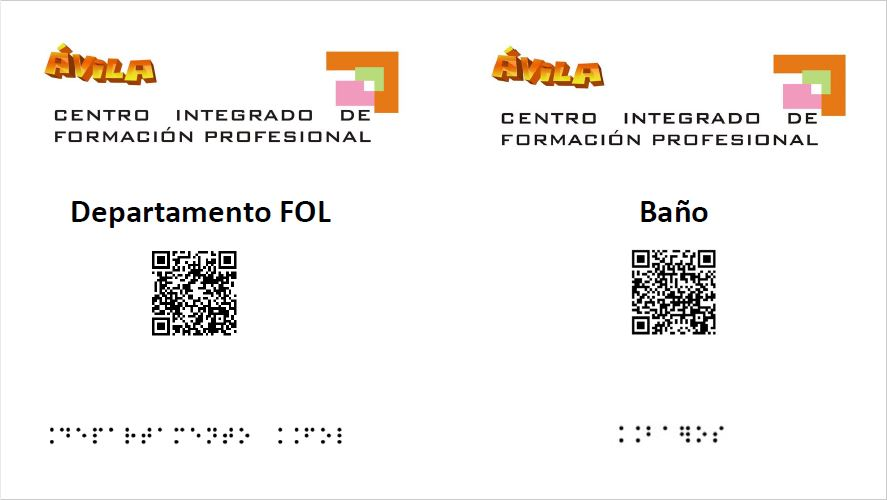 ÁVILA
CENTRO INTEGRADO DE
FORMACIÓN PROFESIONAL
Departamento FOL
ÁVILA
CENTRO INTEGRADO DE
FORMACIÓN PROFESIONAL
Baño